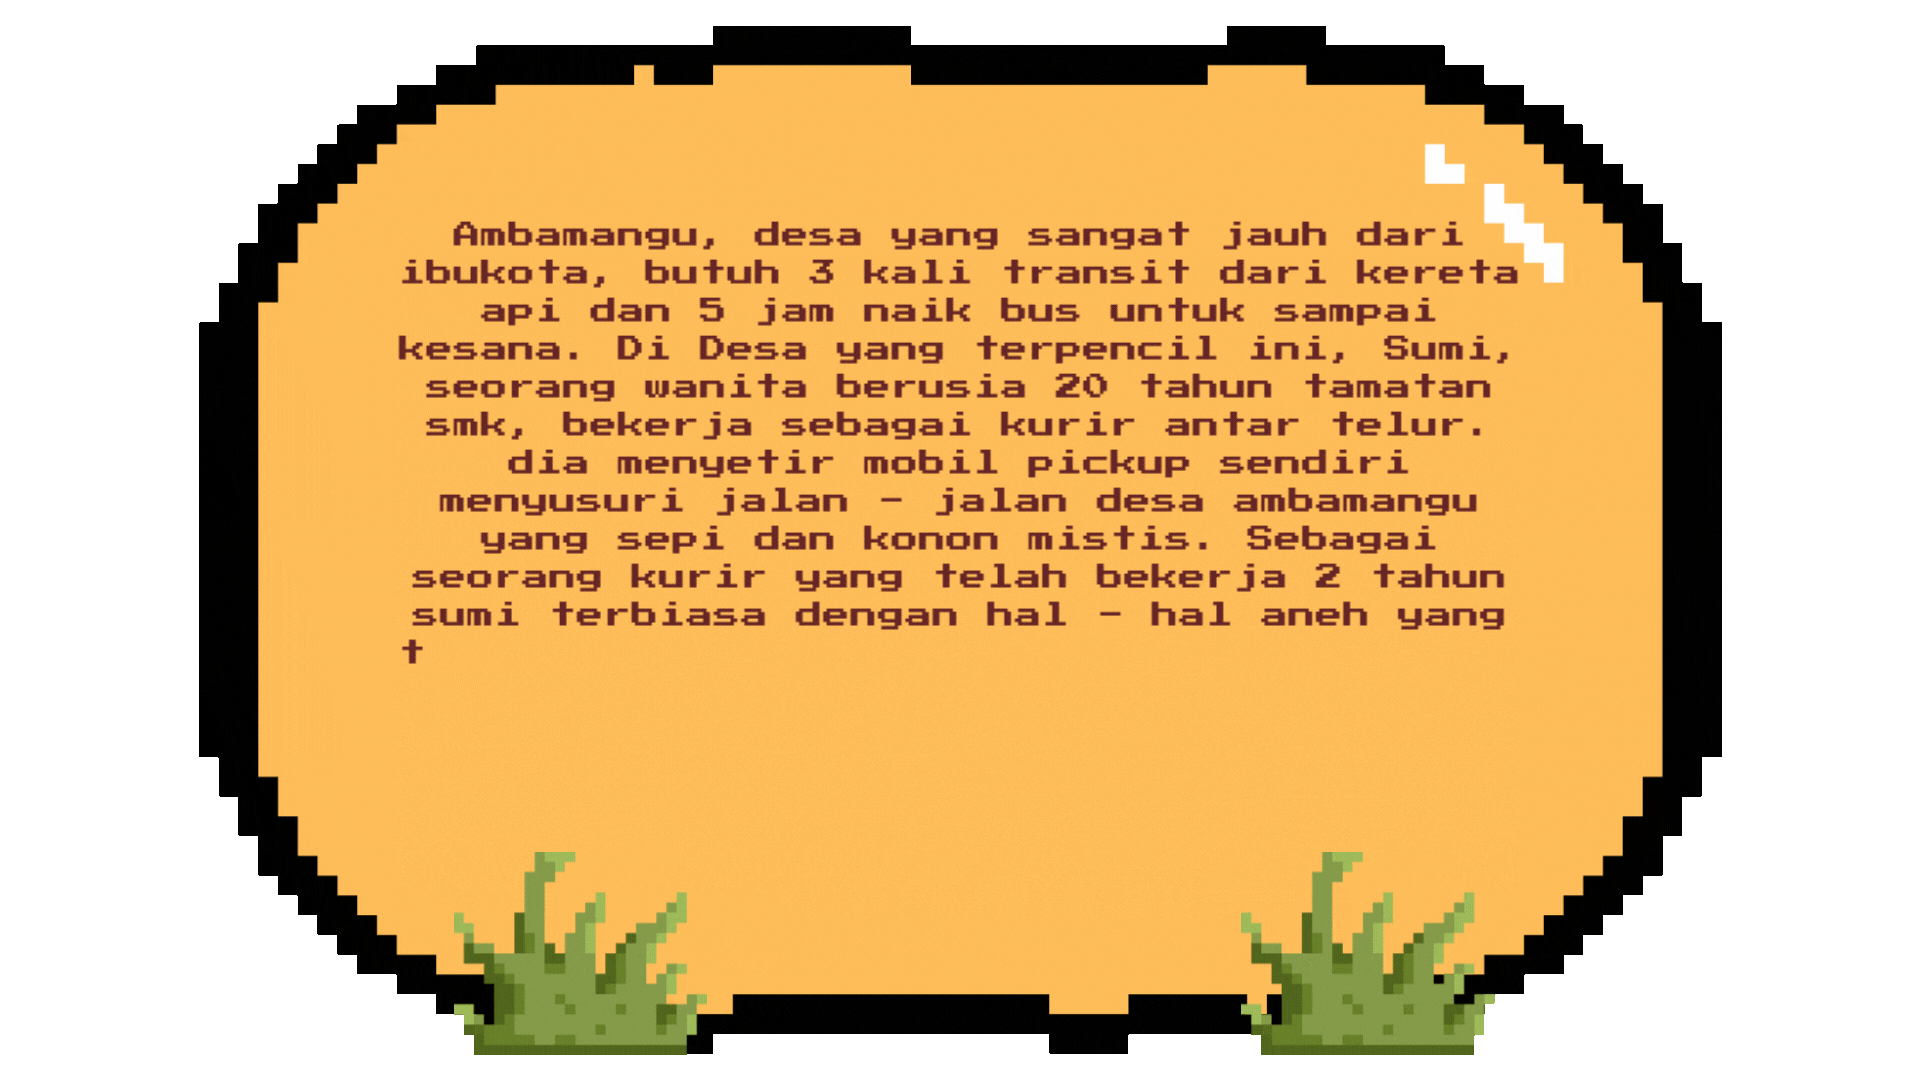 Ambamangu, desa yang sangat jauh dari
ibukota, butuh 3 kali transit dari kereta
api dan 5 jam naik bus untuk sampai
kesana. Di Desa yang terpencil ini, Sumi,
seorang wanita berusia 20 tahun tamatan
smk, bekerja sebagai kurir antar telur.
dia menyetir mobil pickup sendiri
menyusuri jalan - jalan desa ambamangu
yang sepi dan konon mistis. Sebagai
seorang kurir yang telah bekerja 2 tahun
sumi terbiasa dengan hal - hal aneh yang
t